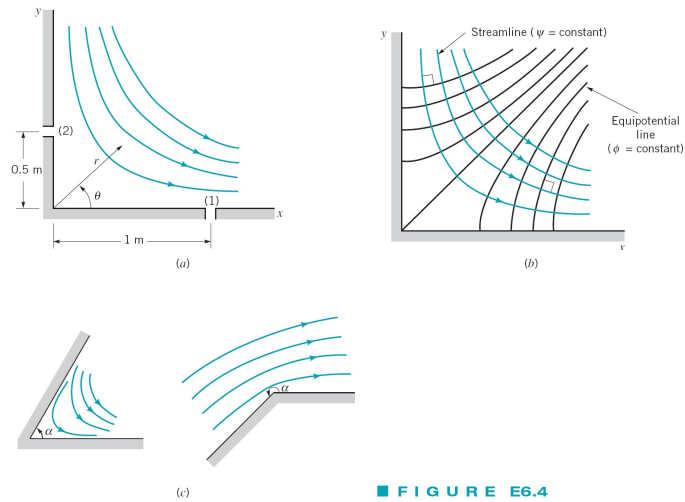 y
(2)
0.5 m
r
θ
(1)
x
1 m
(a)
y
Streamline (ψ = constant)
Equipotential
line
(ϕ = constant)
x
(b)
α
α
(c)
FIGURE E6.4